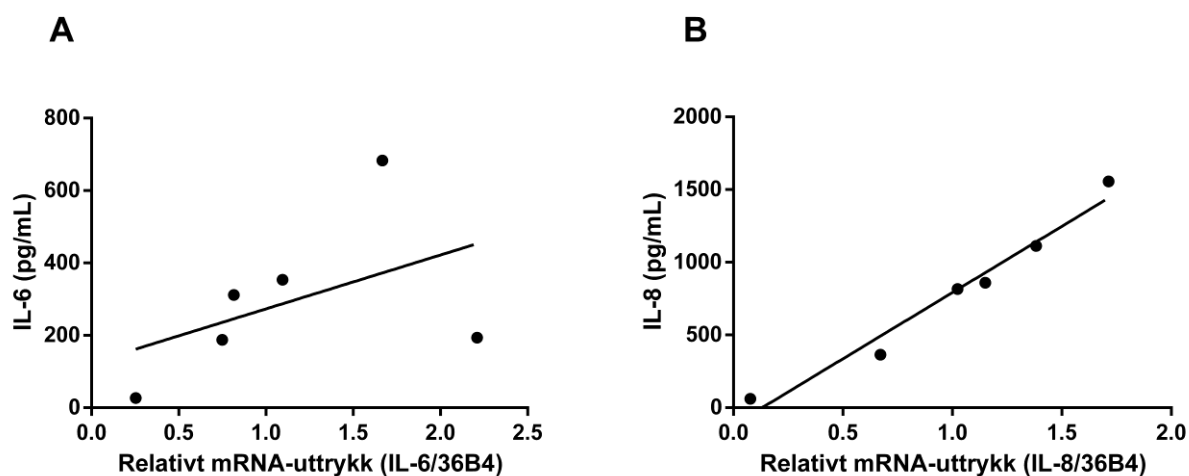 A
800
600
400
200
0
IL-6 (pg/mL)
0.0 0.5 1.0 1.5 2.0 2.5
Relativt mRNA-uttrykk (IL-6/36B4)
B
2000
1500
1000
500
0
IL-8 (pg/mL)
0.0 0.5 1.0 1.5 2.0
Relativt mRNA-uttrykk (IL-8/36B4)